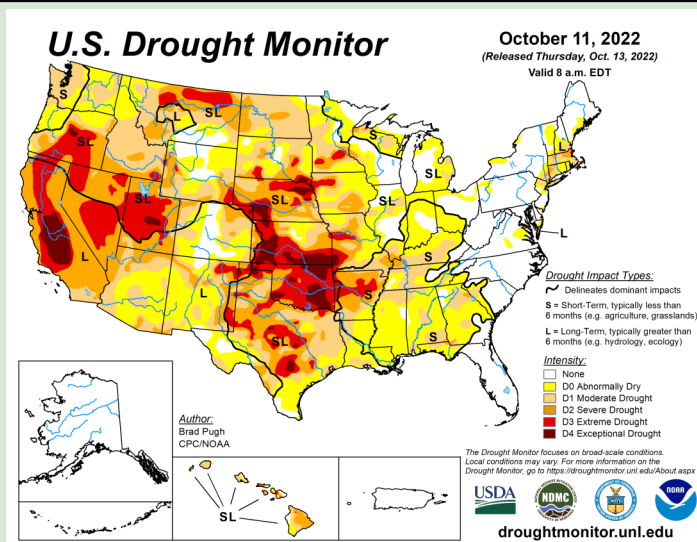 U.S. Drought Monitor
October 11, 2022
(Released Thursday, Oct. 13, 2022)
Valid 8 a.m. EDT
S
SL
L
SL
S
SL
L
SL
SL
SL
SL
L
L
S
S
L
S
SL
Drought Impact Types:
Delineates dominant impacts
S = Short-Term, typically less than
6 months (e.g. agriculture, grasslands)
L = Long-Term, typically greater than
6 months (e.g. hydrology, ecology)
Intensity:
None
D0 Abnormally Dry
D1 Moderate Drought
D2 Severe Drought
D3 Extreme Drought
D4 Exceptional Drought
Author:
Brad Pugh
CPC/NOAA
SL
The Drought Monitor focuses on broad-scale conditions.
Local conditions may vary. For more information on the
Drought Monitor, go to https://droughtmonitor.unl.edu/About.aspx
USDA
NDMC
NOAA
droughtmonitor.unl.edu